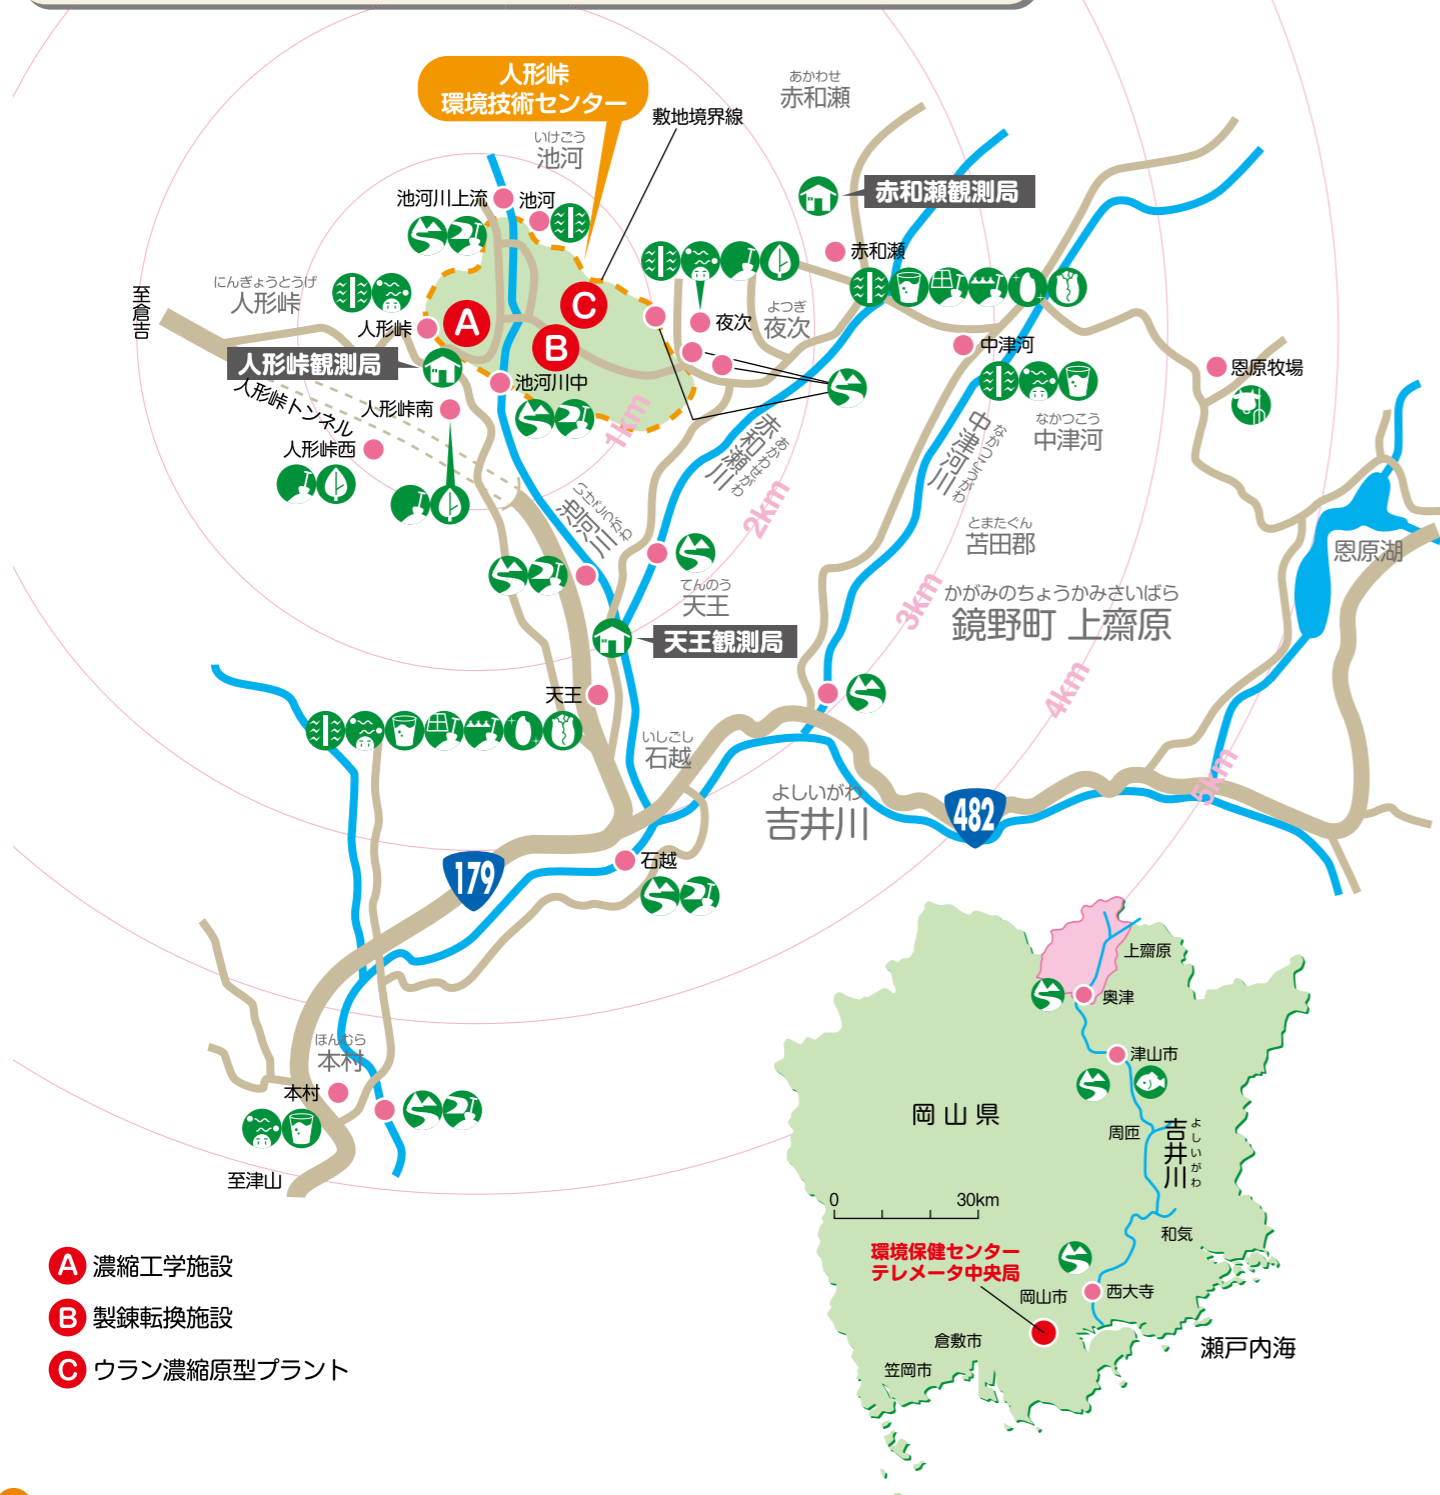 人形峠
環境技術センター
敷地境界線
あかわせ
赤和瀬
いけごう
池河
池河川上流
池河
赤和瀬観測局
赤和瀬
にんぎょうとうげ
人形峠
至倉吉
人形峠
A
B
C
夜次
よつぎ
夜次
中津河
恩原牧場
人形峠観測局
池河川中
人形峠トンネル
人形峠南
人形峠西
1km
あかわせがわ
赤和瀬川
なかつこうがわ
中津河川
なかつこう
中津河
2km
いけごうがわ
池河川
とまたぐん
苫田郡
恩原湖
てんのう
天王
3km
かがみのちょうかみさいばら
鏡野町 上齋原
天王観測局
4km
天王
いしごし
石越
5km
よしいがわ
吉井川
482
179
石越
ほんむら
本村
本村
至津山
上齋原
奥津
津山市
岡山県
周匝
よしいがわ
吉井川
0
30km
和気
環境保健センター
テレメータ中央局
岡山市
西大寺
倉敷市
笠岡市
瀬戸内海
A 濃縮工学施設
B 製錬転換施設
C ウラン濃縮原型プラント